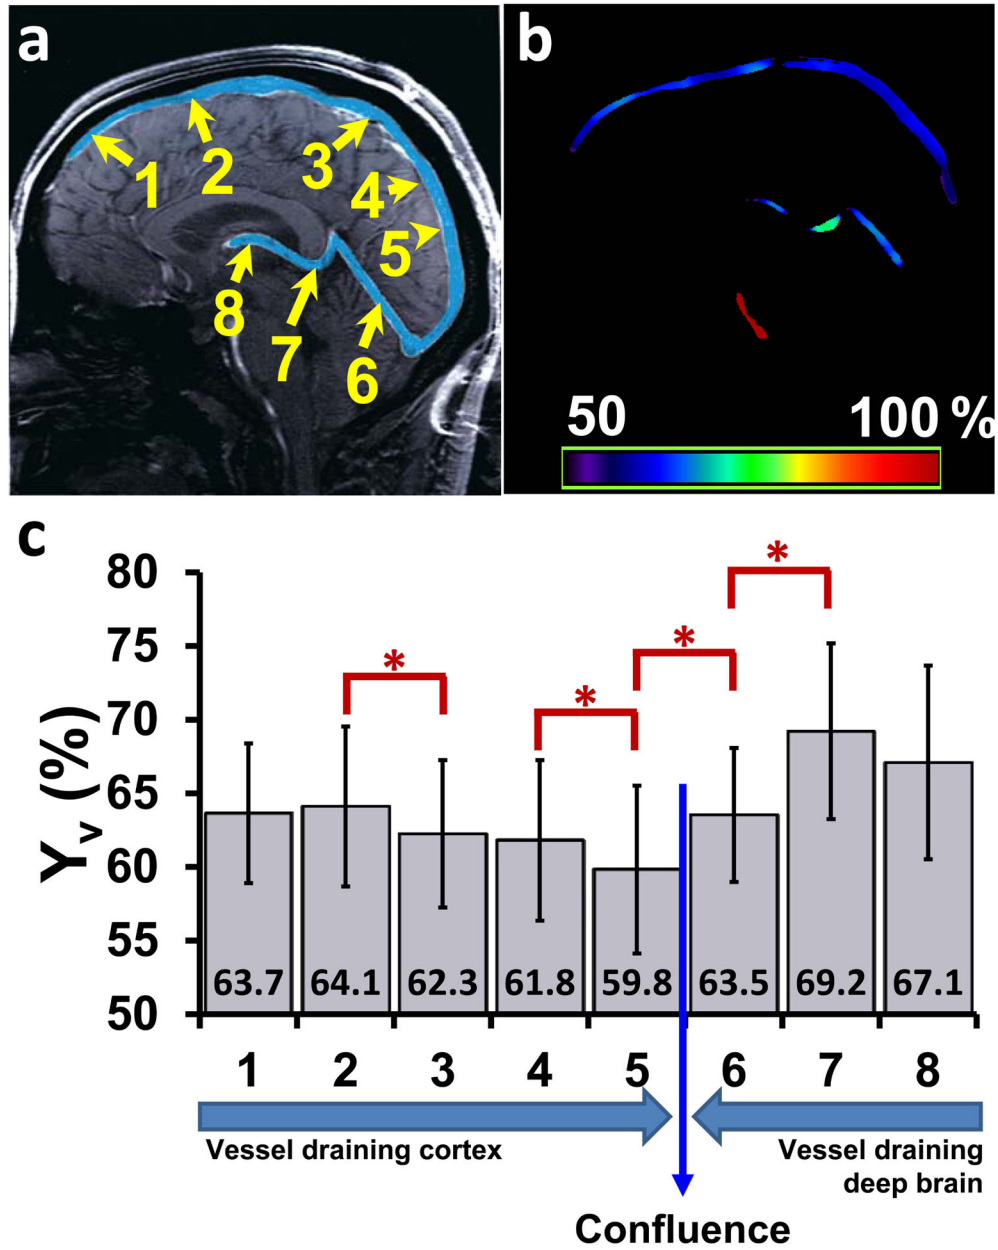 a
b
1
2
3
4
5
6
7
8
50
100 %
c
Y_v (%)
80
75
70
65
60
55
50
*
*
*
*
63.7 64.1 62.3 61.8 59.8 63.5 69.2 67.1
1 2 3 4 5 6 7 8
Vessel draining cortex
Vessel draining
deep brain
Confluence